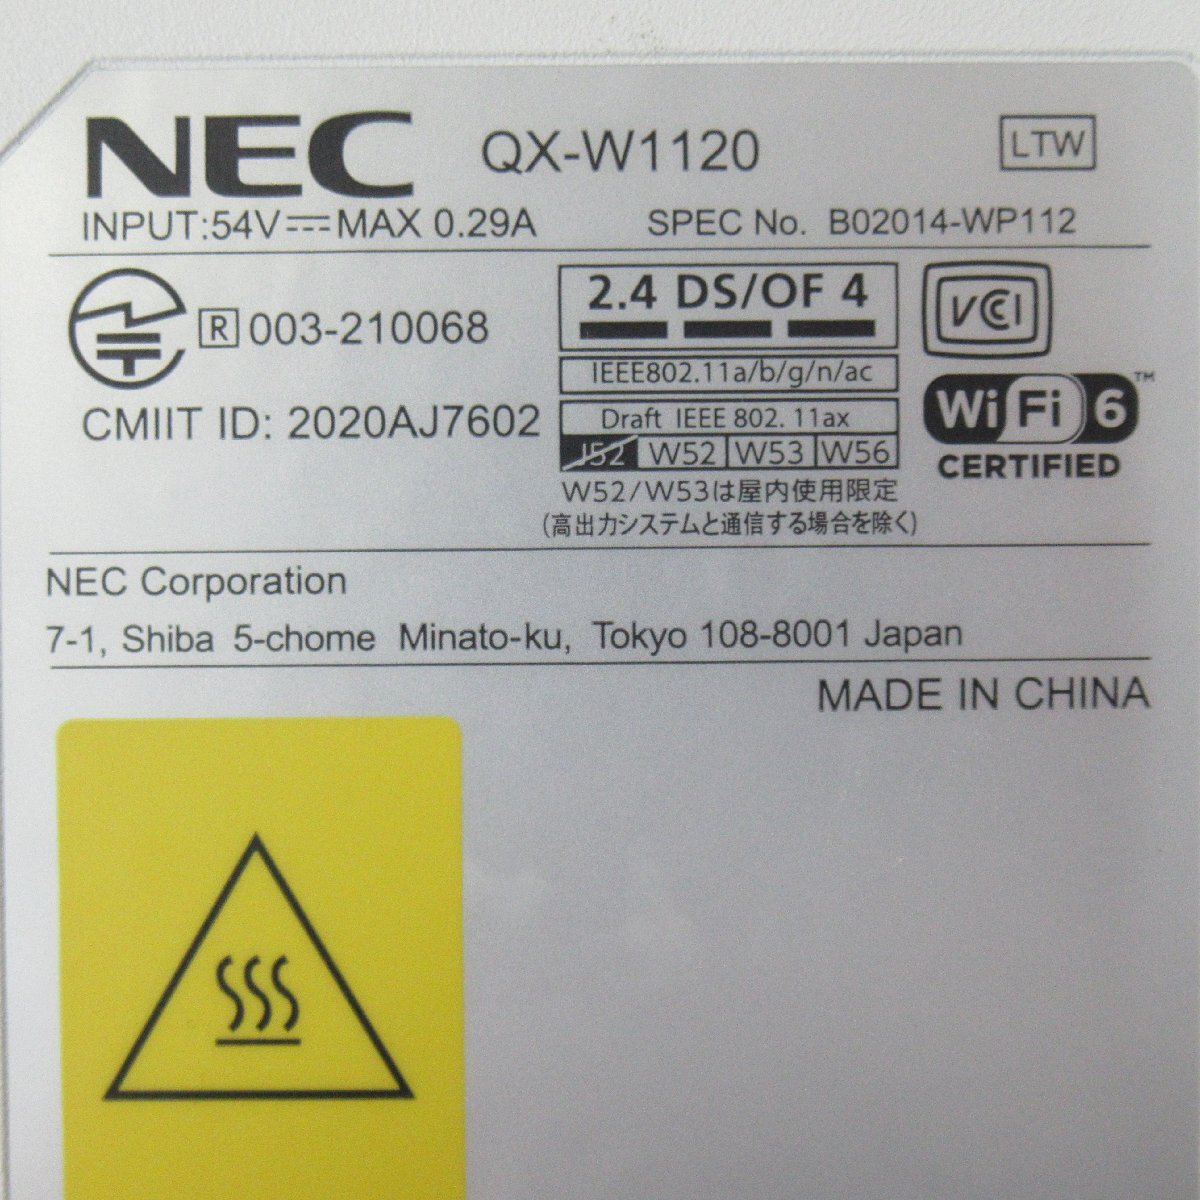 NEC QX-W1120 LTW
INPUT:54V⎓MAX 0.29A SPEC No. B02014-WP112
R 003-210068
CMIIT ID: 2020AJ7602
2.4 DS/OF 4
IEEE802.11a/b/g/n/ac
Draft IEEE 802. 11ax
J52 W52 W53 W56
W52/W53は屋内使用限定
(高出力システムと通信する場合を除く)
VCI
Wi Fi 6 ™
CERTIFIED
NEC Corporation
7-1, Shiba 5-chome Minato-ku, Tokyo 108-8001 Japan
MADE IN CHINA